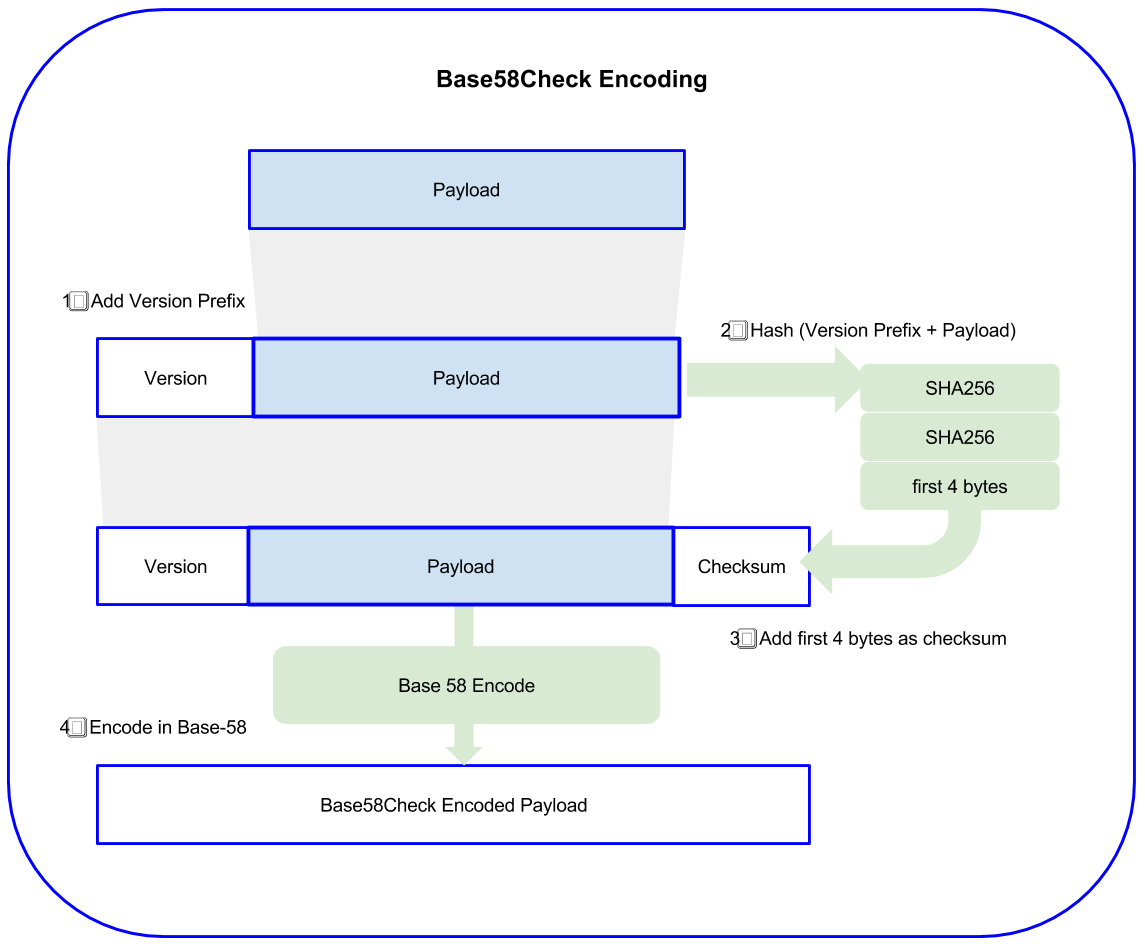 Base58Check Encoding
Payload
1 Add Version Prefix
2 Hash (Version Prefix + Payload)
Version
Payload
SHA256
SHA256
first 4 bytes
Version
Payload
Checksum
3 Add first 4 bytes as checksum
Base 58 Encode
4 Encode in Base-58
Base58Check Encoded Payload